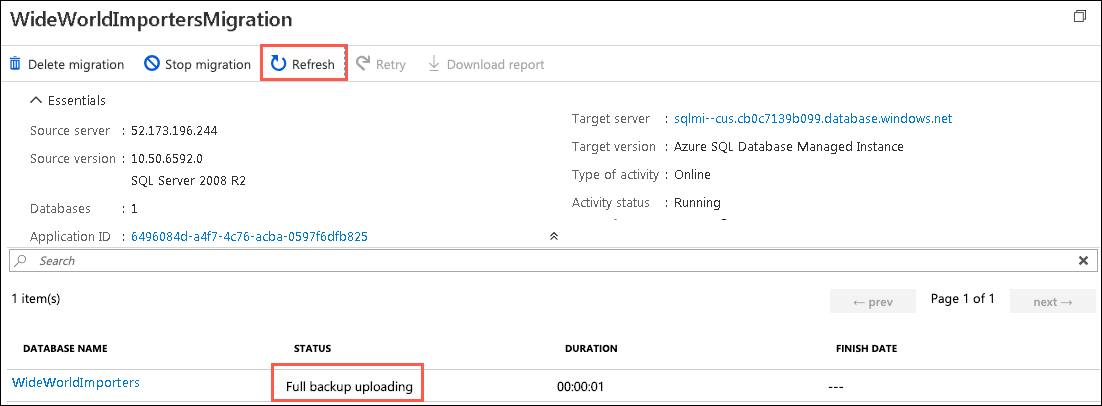 WideWorldImportersMigration
Delete migration Stop migration Refresh Retry Download report
Essentials
Source server : 52.173.196.244
Source version : 10.50.6592.0
SQL Server 2008 R2
Databases : 1
Application ID : 6496084d-a4f7-4c76-acba-0597f6dfb825
Target server : sqlmi--cus.cb0c7139b099.database.windows.net
Target version : Azure SQL Database Managed Instance
Type of activity : Online
Activity status : Running
Search
1 item(s) ← prev Page 1 of 1 next →
DATABASE NAME STATUS DURATION FINISH DATE
WideWorldImporters Full backup uploading 00:00:01 ---